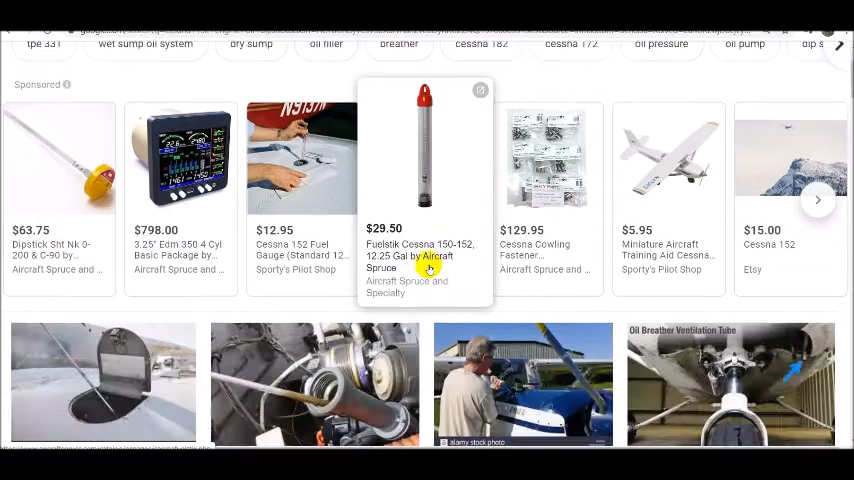 tpe 331
wet sump oil system
dry sump
oil filler
breather
cessna 182
cessna 172
oil pressure
oil pump
dip s
Sponsored
N9137N
$63.75
Dipstick Sht Nk 0-
200 & C-90 by...
Aircraft Spruce and ...
$798.00
3.25" Edm 350 4 Cyl
Basic Package by...
Aircraft Spruce and ...
$12.95
Cessna 152 Fuel
Gauge (Standard 12...
Sporty's Pilot Shop
$29.50
Fuelstik Cessna 150-152,
12.25 Gal by Aircraft
Spruce
Aircraft Spruce and
Specialty
$129.95
Cessna Cowling
Fastener...
Aircraft Spruce and ...
$5.95
Miniature Aircraft
Training Aid Cessna...
Sporty's Pilot Shop
$15.00
Cessna 152
Etsy
Oil Breather Ventilation Tube
a alamy stock photo